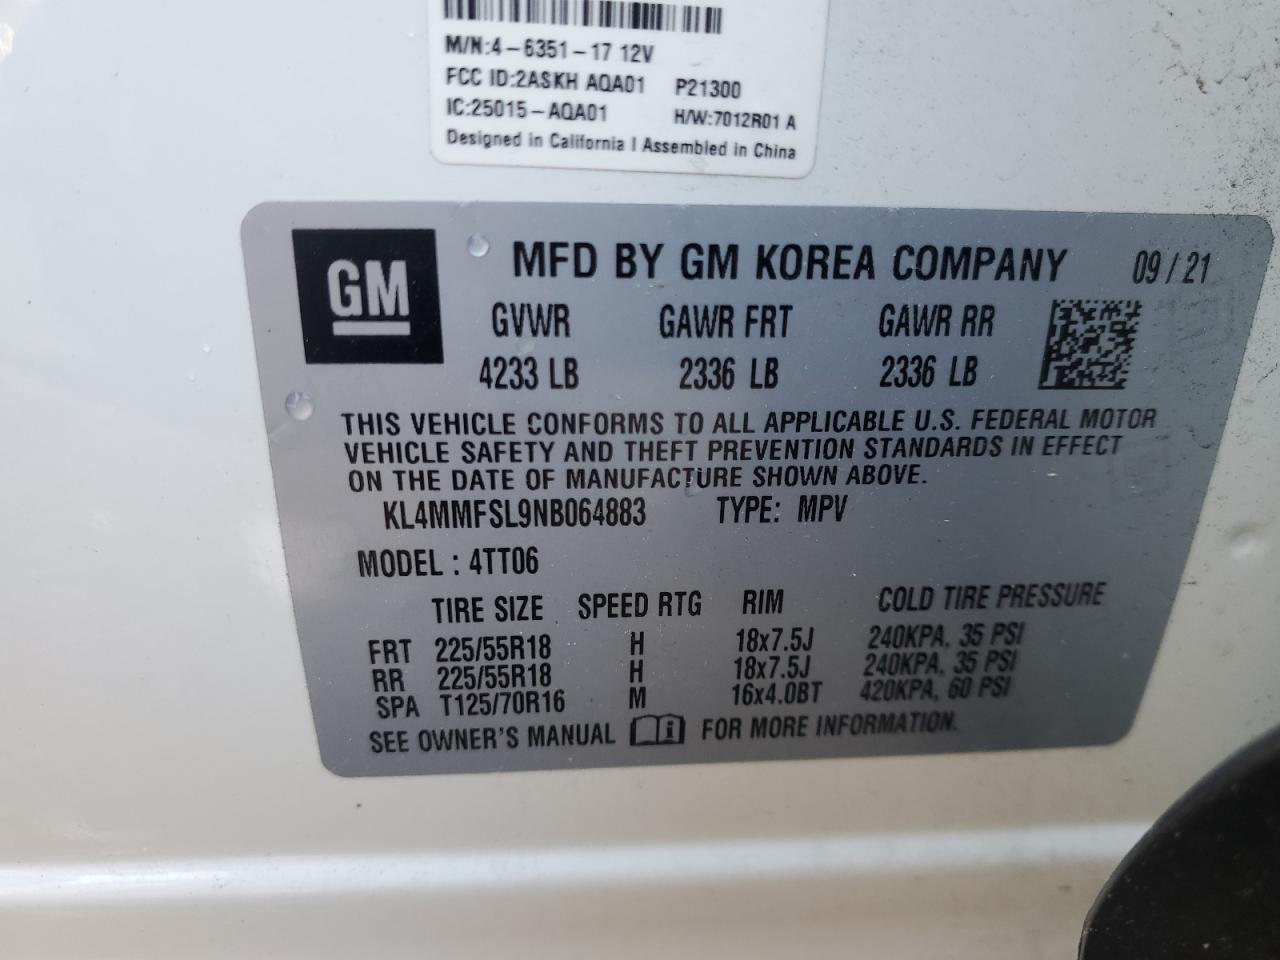 M/N:4-6351-17 12V
FCC ID:2ASKH AQA01 P21300
IC:25015-AQA01 H/W:7012R01 A
Designed in California | Assembled in China
GM MFD BY GM KOREA COMPANY 09/21
GVWR GAWR FRT GAWR RR
4233 LB 2336 LB 2336 LB
THIS VEHICLE CONFORMS TO ALL APPLICABLE U.S. FEDERAL MOTOR
VEHICLE SAFETY AND THEFT PREVENTION STANDARDS IN EFFECT
ON THE DATE OF MANUFACTURE SHOWN ABOVE.
KL4MMFSL9NB064883 TYPE: MPV
MODEL : 4TT06
TIRE SIZE SPEED RTG RIM COLD TIRE PRESSURE
FRT 225/55R18 H 18x7.5J 240KPA, 35 PSI
RR 225/55R18 H 18x7.5J 240KPA, 35 PSI
SPA T125/70R16 M 16x4.0BT 420KPA, 60 PSI
SEE OWNER'S MANUAL i FOR MORE INFORMATION.